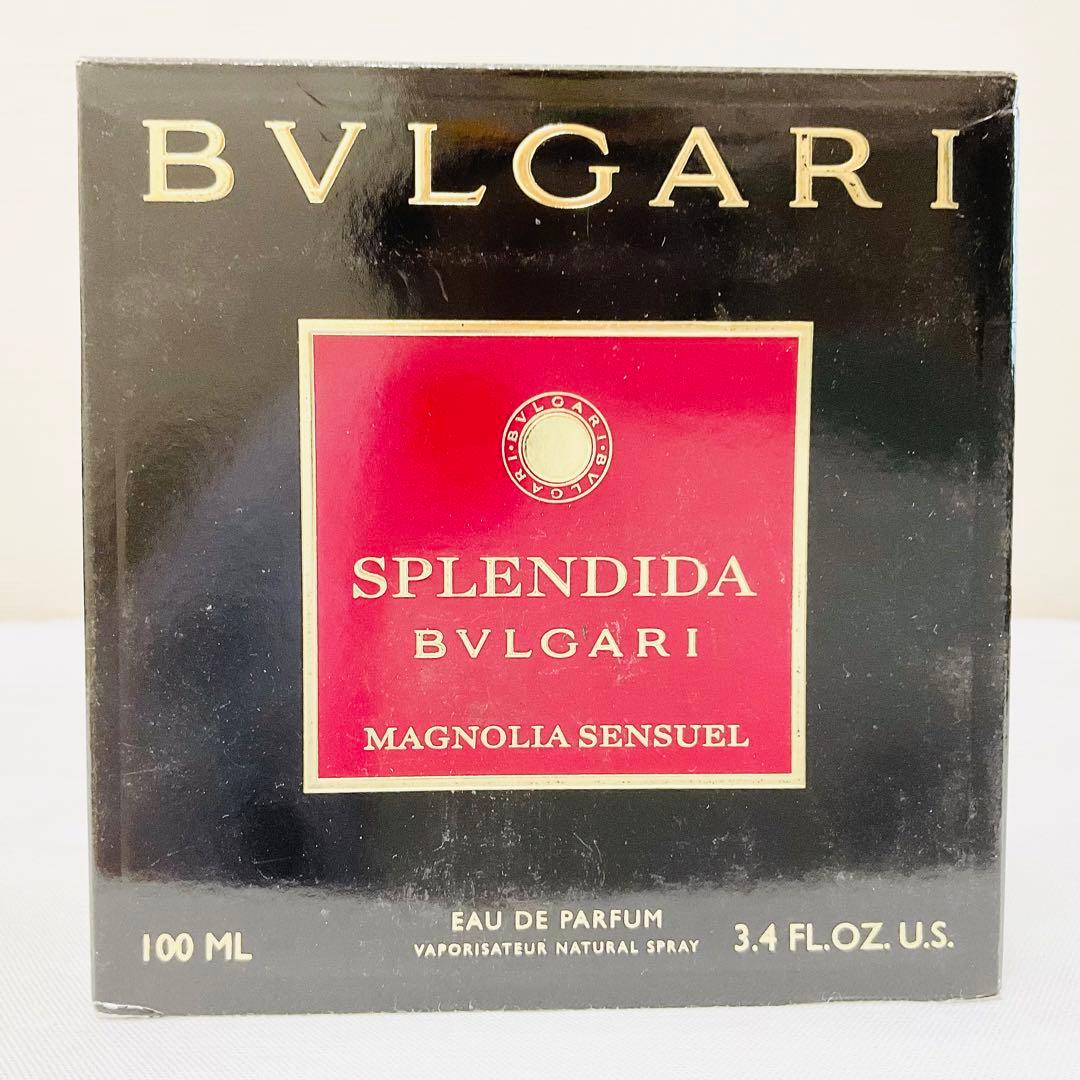 BVLGARI
BVLGARI·BVLGARI·
SPLENDIDA
BVLGARI
MAGNOLIA SENSUEL
EAU DE PARFUM
100 ML VAPORISATEUR NATURAL SPRAY 3.4 FL.OZ. U.S.